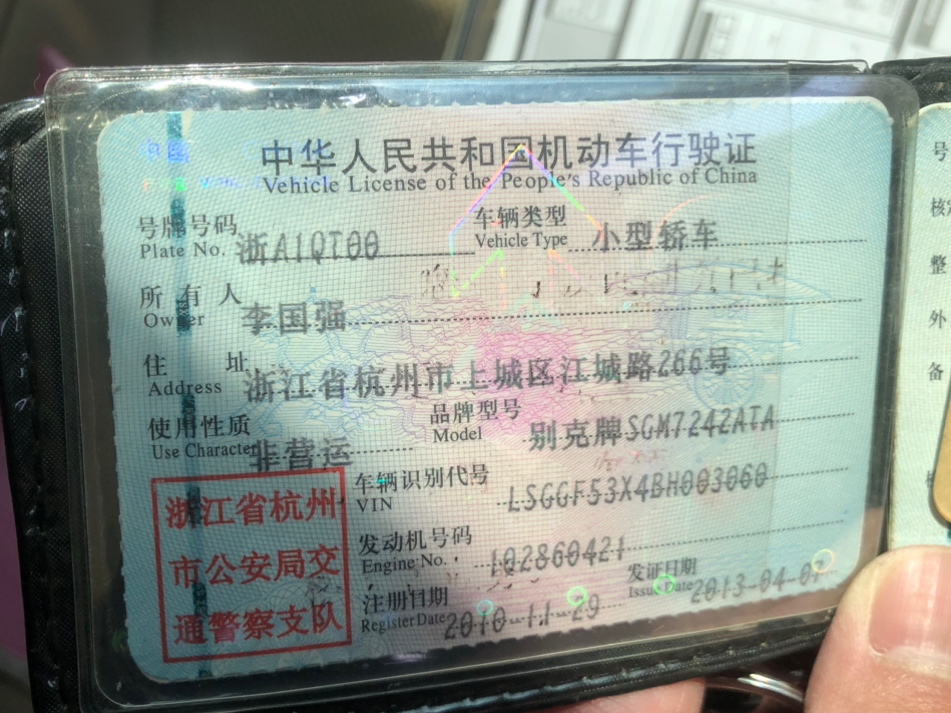 中华人民共和国机动车行驶证
Vehicle License of the People's Republic of China
号牌号码 浙A1QT00 车辆类型 小型轿车
Plate No. Vehicle Type
所有人 李国强
Owner
住址 浙江省杭州市上城区江城路266号
Address
使用性质 非营运 品牌型号 别克牌SGM7242ATA
Use Character Model
车辆识别代号 LSGGF53X4BH003060
VIN
发动机号码 102860421
Engine No.
注册日期 2010-11-29 发证日期 2013-04-07
Register Date Issue Date
浙江省杭州
市公安局交
通警察支队
中国
号
核
整
外
备